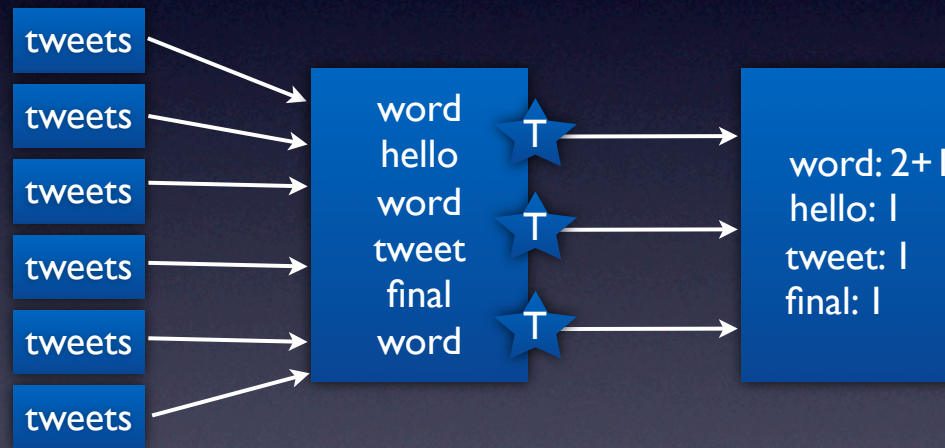 tweets
tweets
tweets
tweets
tweets
tweets
word
hello
word
tweet
final
word
T
T
T
word: 2+1
hello: 1
tweet: 1
final: 1